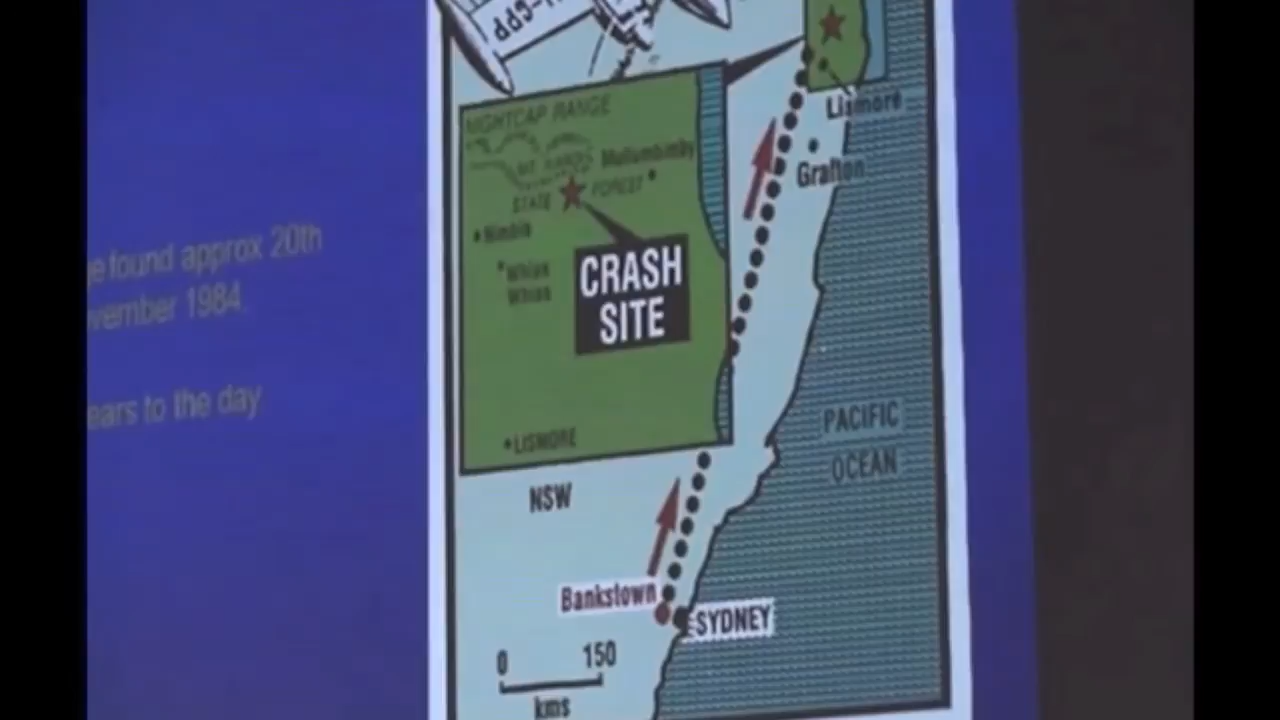 found approx 20th
vember 1984
ears to the day
-GPP
NIGHTCAP RANGE
Mullumbimby
STATE
FOREST
Nimbin
Whian
Whian
CRASH
SITE
LISMORE
NSW
Lismore
Grafton
PACIFIC
OCEAN
Bankstown
SYDNEY
0 150
kms